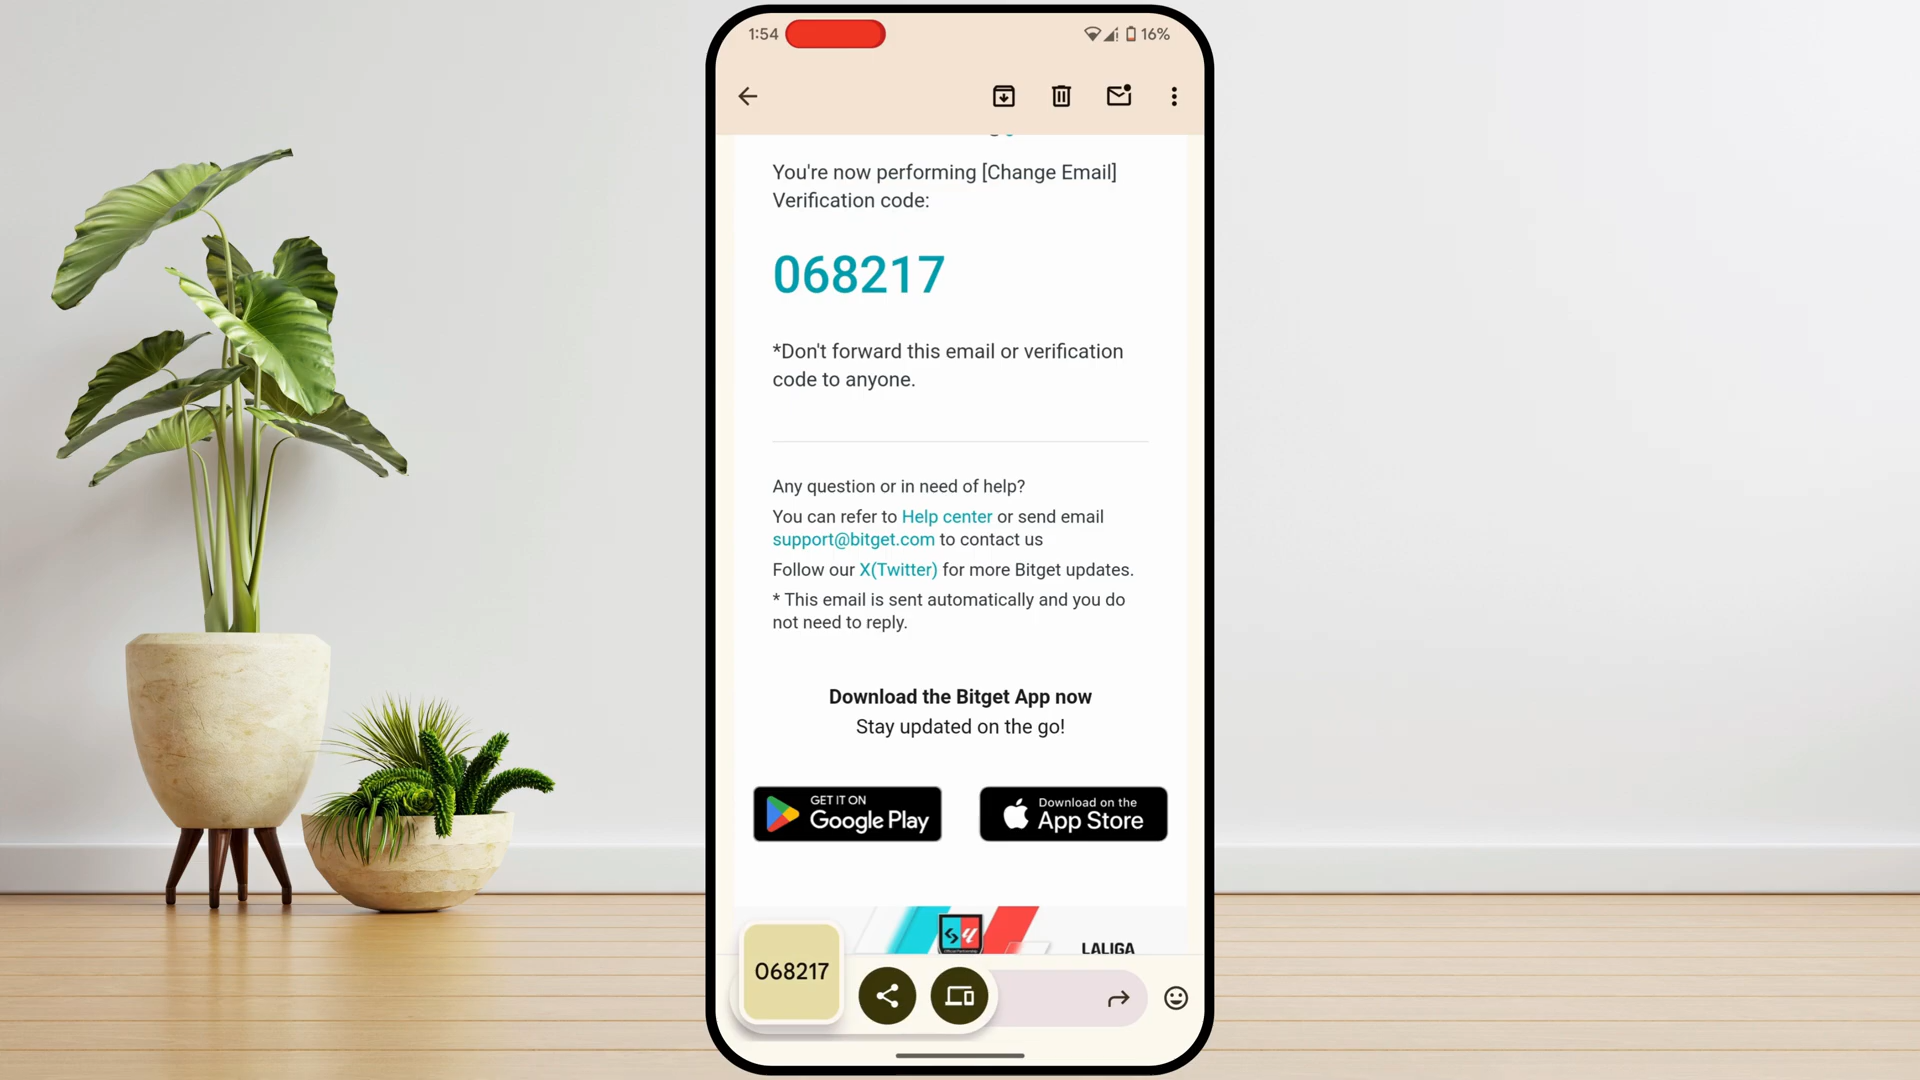 1:54
16%
You're now performing [Change Email]
Verification code:
068217
*Don't forward this email or verification
code to anyone.
Any question or in need of help?
You can refer to Help center or send email
support@bitget.com to contact us
Follow our X(Twitter) for more Bitget updates.
* This email is sent automatically and you do
not need to reply.
Download the Bitget App now
Stay updated on the go!
GET IT ON
Google Play
Download on the
App Store
LALIGA
068217